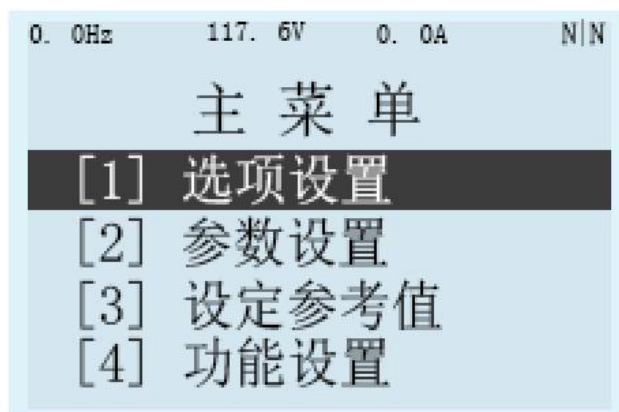 0. 0Hz 117. 6V 0. 0A N|N
主菜单
[1] 选项设置
[2] 参数设置
[3] 设定参考值
[4] 功能设置